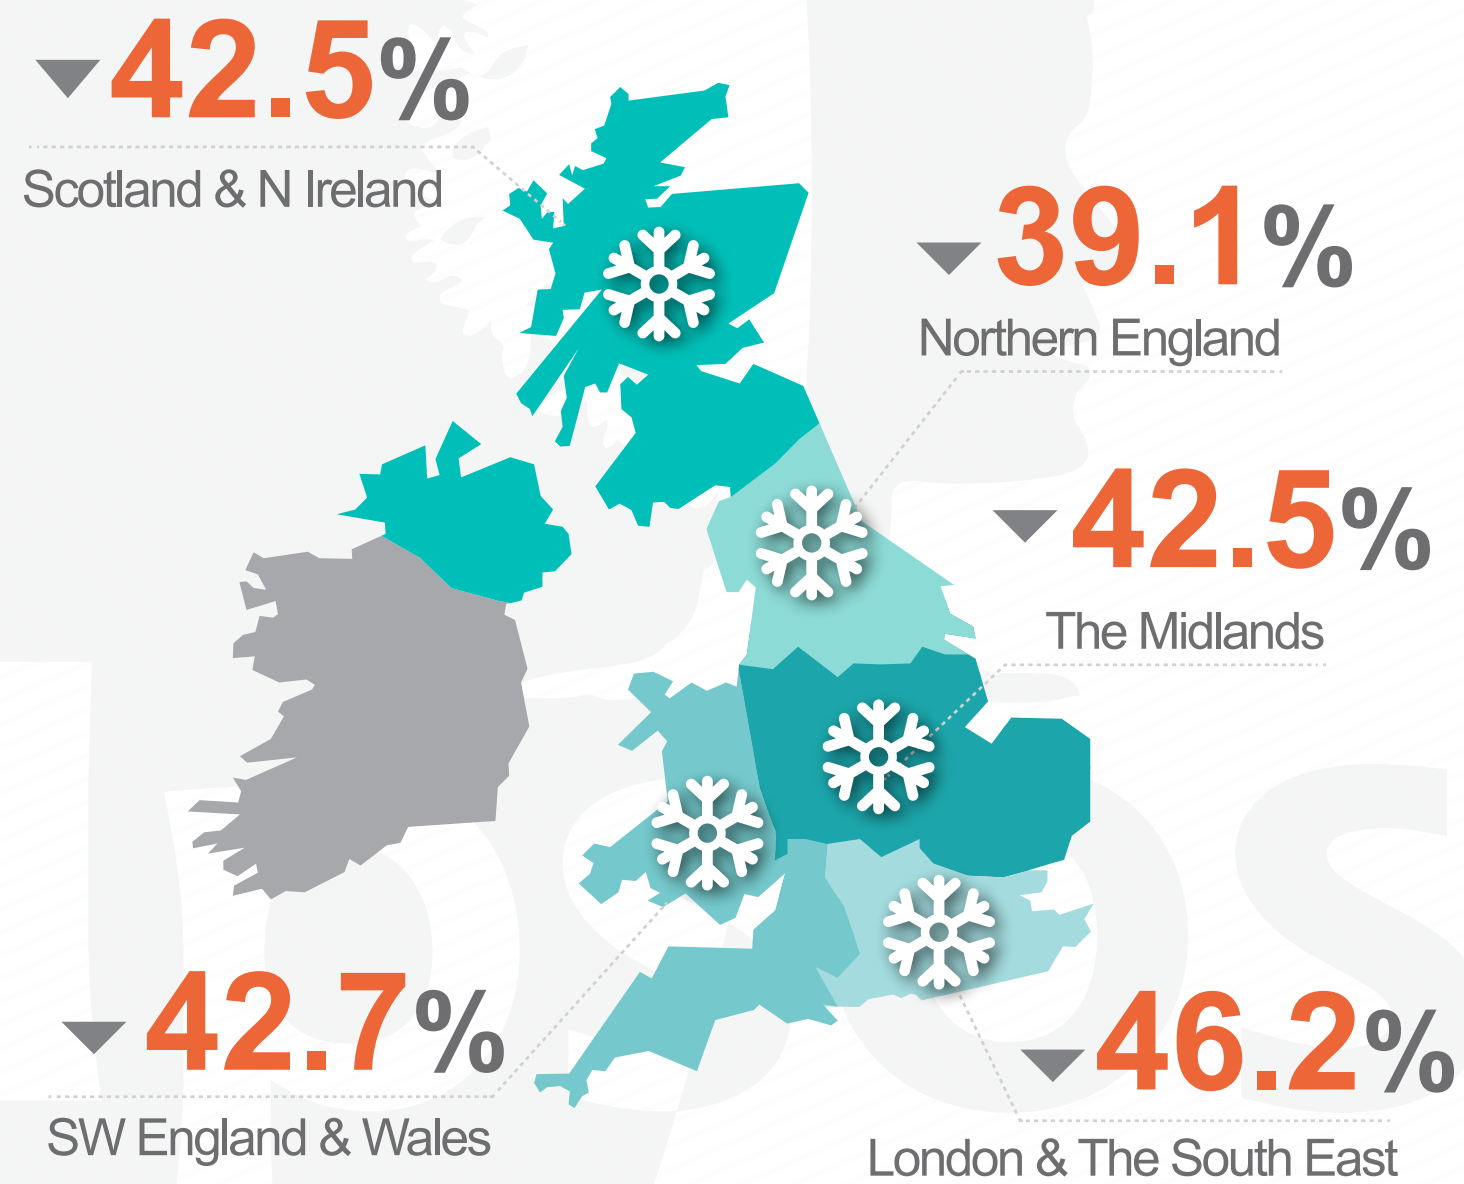 42.5%
Scotland & N Ireland
39.1%
Northern England
42.5%
The Midlands
42.7%
SW England & Wales
46.2%
London & The South East